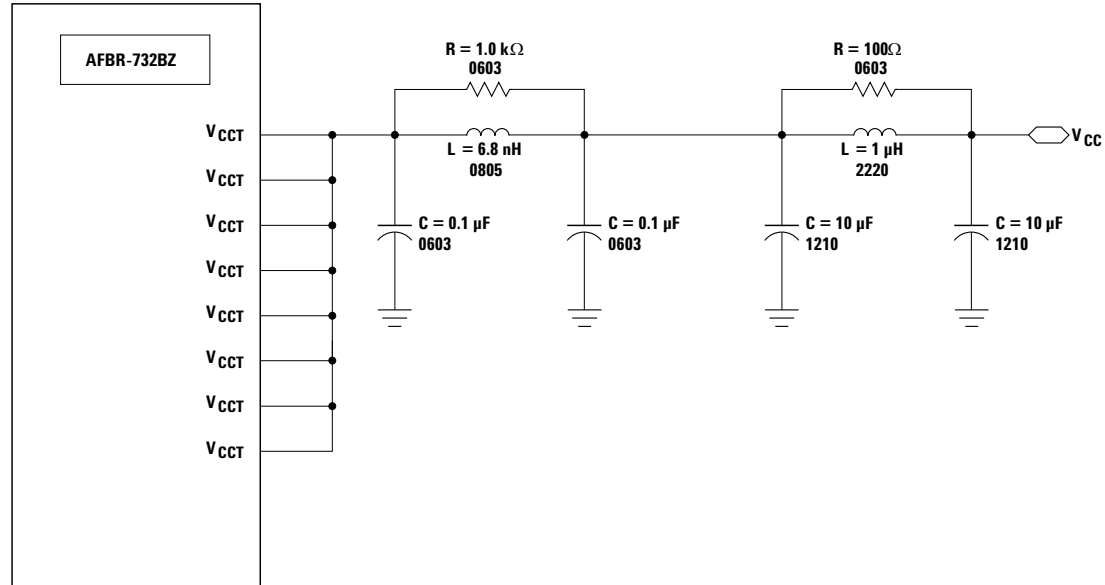 AFBR-732BZ
R = 1.0 kΩ
0603
R = 100Ω
0603
VCCT
L = 6.8 nH
0805
L = 1 µH
2220
VCC
VCCT
VCCT
C = 0.1 µF
0603
C = 0.1 µF
0603
C = 10 µF
1210
C = 10 µF
1210
VCCT
VCCT
VCCT
VCCT
VCCT